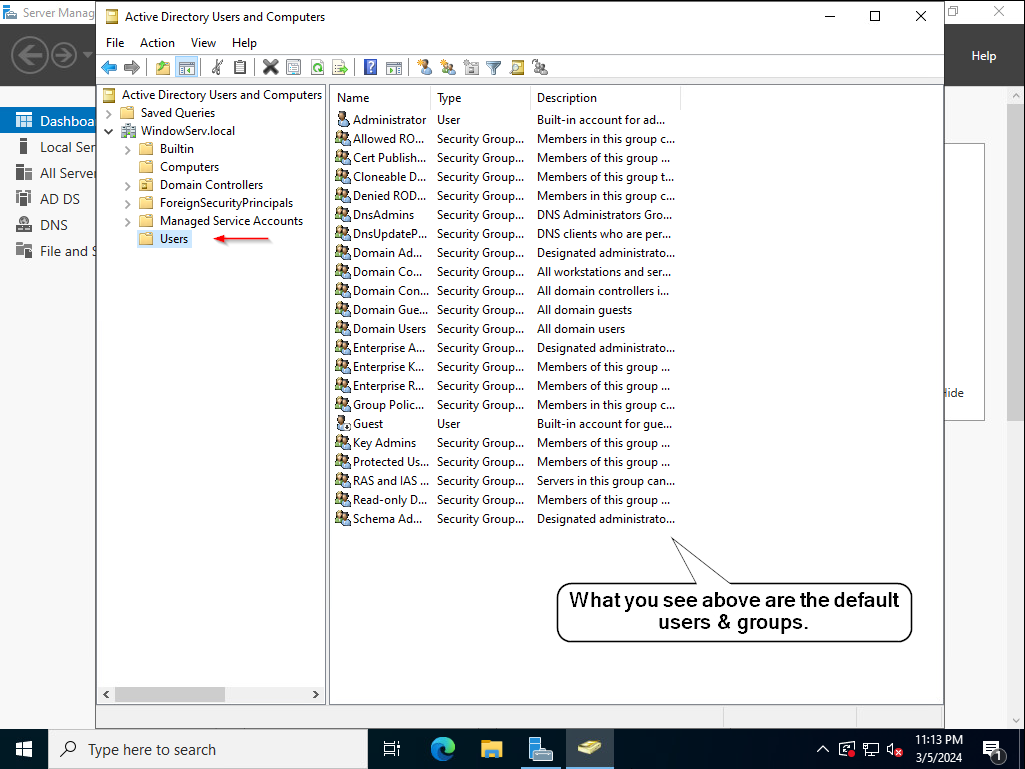 Server Manag
Active Directory Users and Computers
File Action View Help
Help
Active Directory Users and Computers
Saved Queries
WindowServ.local
Builtin
Computers
Domain Controllers
ForeignSecurityPrincipals
Managed Service Accounts
Users
Dashboa
Local Ser
All Server
AD DS
DNS
File and S
Name Type Description
Administrator User Built-in account for ad...
Allowed RO... Security Group... Members in this group c...
Cert Publish... Security Group... Members of this group ...
Cloneable D... Security Group... Members of this group t...
Denied ROD... Security Group... Members in this group c...
DnsAdmins Security Group... DNS Administrators Gro...
DnsUpdateP... Security Group... DNS clients who are per...
Domain Ad... Security Group... Designated administrato...
Domain Co... Security Group... All workstations and ser...
Domain Con... Security Group... All domain controllers i...
Domain Gue... Security Group... All domain guests
Domain Users Security Group... All domain users
Enterprise A... Security Group... Designated administrato...
Enterprise K... Security Group... Members of this group ...
Enterprise R... Security Group... Members of this group ...
Group Polic... Security Group... Members in this group c...
Guest User Built-in account for gue...
Key Admins Security Group... Members of this group ...
Protected Us... Security Group... Members of this group ...
RAS and IAS ... Security Group... Servers in this group can...
Read-only D... Security Group... Members of this group ...
Schema Ad... Security Group... Designated administrato...
Hide
What you see above are the default
users & groups.
Type here to search
11:13 PM
3/5/2024
1